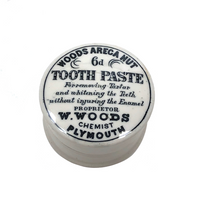 WOODS ARECA NUT
6d
TOOTH PASTE
For removing Tartar
and whitening the Teeth,
without injuring the Enamel
PROPRIETOR
W. WOODS
CHEMIST
PLYMOUTH